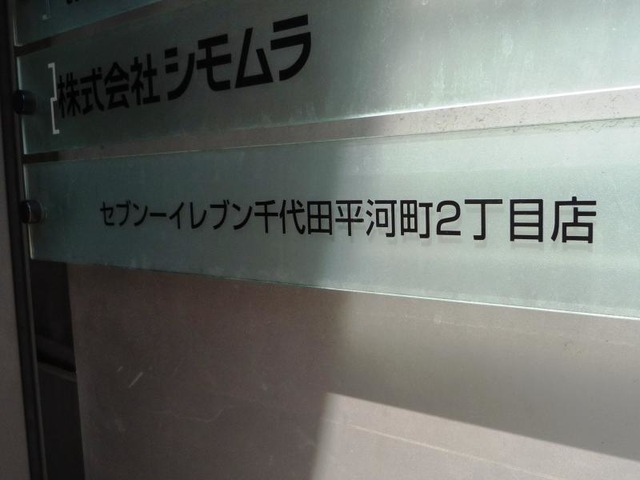 株式会社シモムラ
セブンーイレブン千代田平河町2丁目店